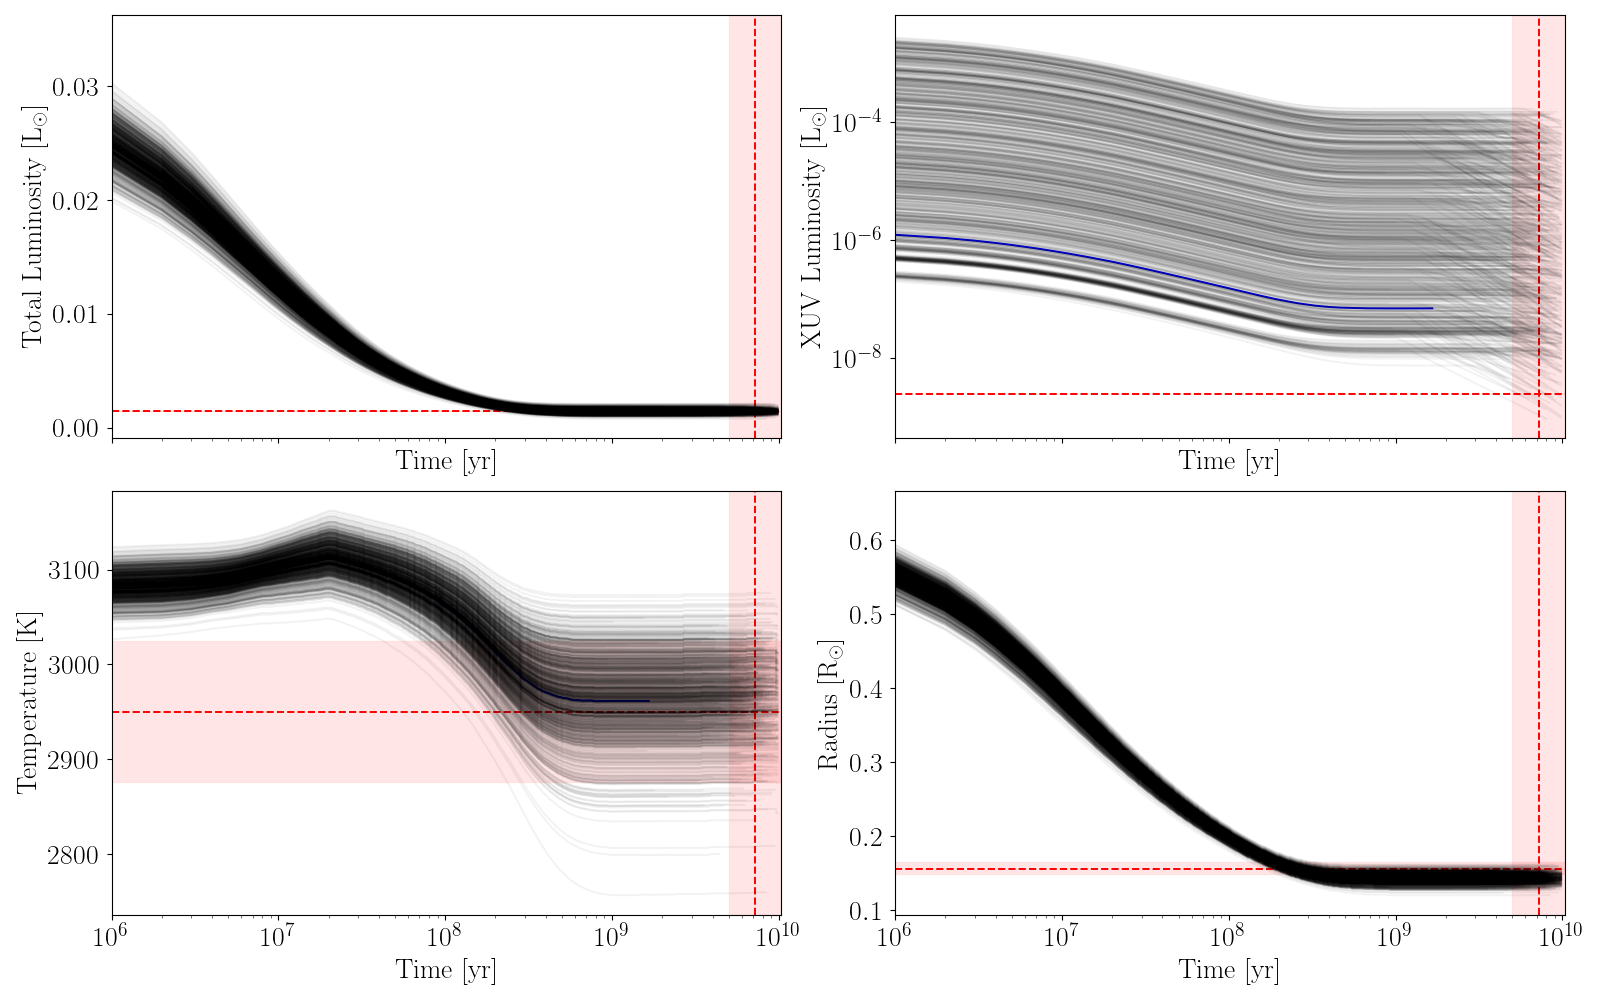 Total Luminosity [L⊙]
0.03
0.02
0.01
0.00
Time [yr]
XUV Luminosity [L⊙]
10⁻⁴
10⁻⁶
10⁻⁸
Time [yr]
Temperature [K]
3100
3000
2900
2800
10⁶ 10⁷ 10⁸ 10⁹ 10¹⁰
Time [yr]
Radius [R⊙]
0.6
0.5
0.4
0.3
0.2
0.1
10⁶ 10⁷ 10⁸ 10⁹ 10¹⁰
Time [yr]